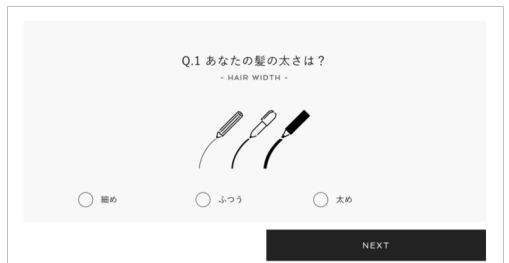 Q.1 あなたの髪の太さは？
- HAIR WIDTH -
細め
ふつう
太め
NEXT